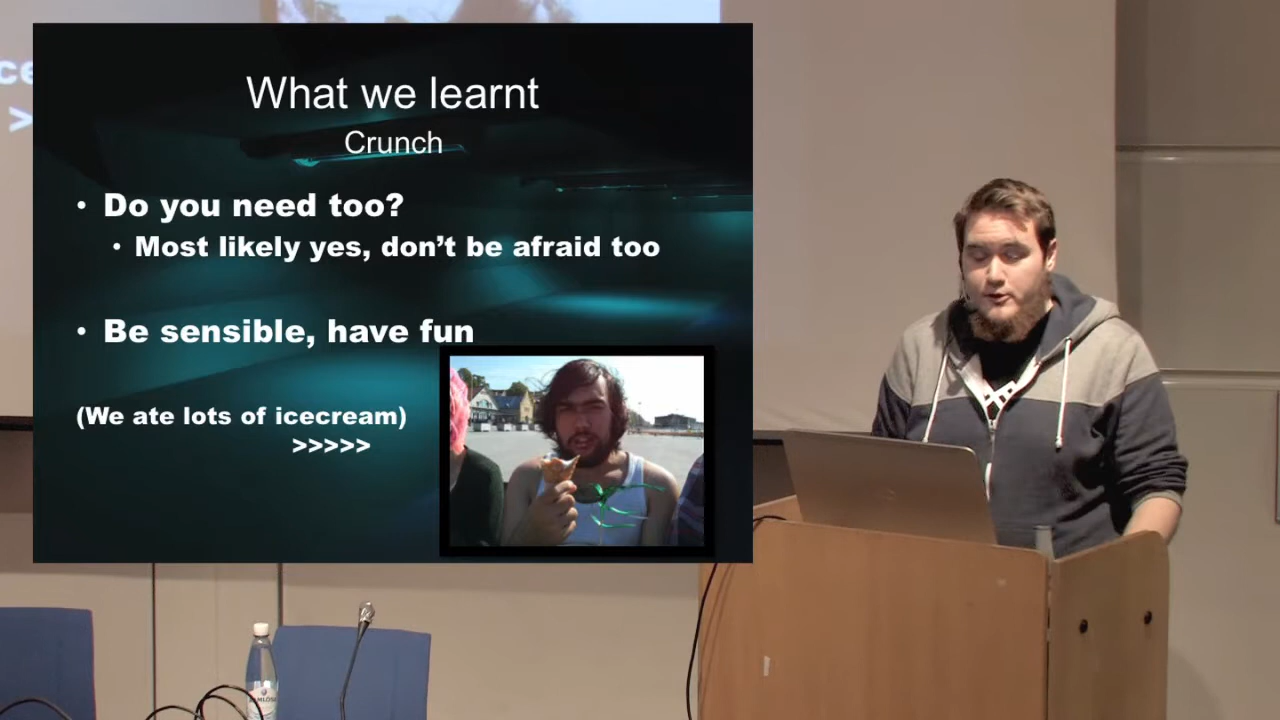 What we learnt
Crunch
• Do you need too?
• Most likely yes, don't be afraid too
• Be sensible, have fun
(We ate lots of icecream)
>>>>>